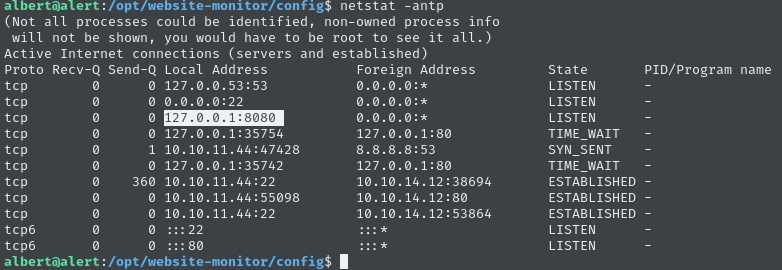 albert@alert:/opt/website-monitor/config$ netstat -antp
(Not all processes could be identified, non-owned process info
 will not be shown, you would have to be root to see it all.)
Active Internet connections (servers and established)
Proto Recv-Q Send-Q Local Address           Foreign Address         State       PID/Program name
tcp        0      0 127.0.0.53:53           0.0.0.0:*               LISTEN      -
tcp        0      0 0.0.0.0:22              0.0.0.0:*               LISTEN      -
tcp        0      0 127.0.0.1:8080          0.0.0.0:*               LISTEN      -
tcp        0      0 127.0.0.1:35754         127.0.0.1:80            TIME_WAIT   -
tcp        0      1 10.10.11.44:47428       8.8.8.8:53              SYN_SENT    -
tcp        0      0 127.0.0.1:35742         127.0.0.1:80            TIME_WAIT   -
tcp        0    360 10.10.11.44:22          10.10.14.12:38694       ESTABLISHED -
tcp        0      0 10.10.11.44:55098       10.10.14.12:80          ESTABLISHED -
tcp        0      0 10.10.11.44:22          10.10.14.12:53864       ESTABLISHED -
tcp6       0      0 :::22                   :::*                    LISTEN      -
tcp6       0      0 :::80                   :::*                    LISTEN      -
albert@alert:/opt/website-monitor/config$